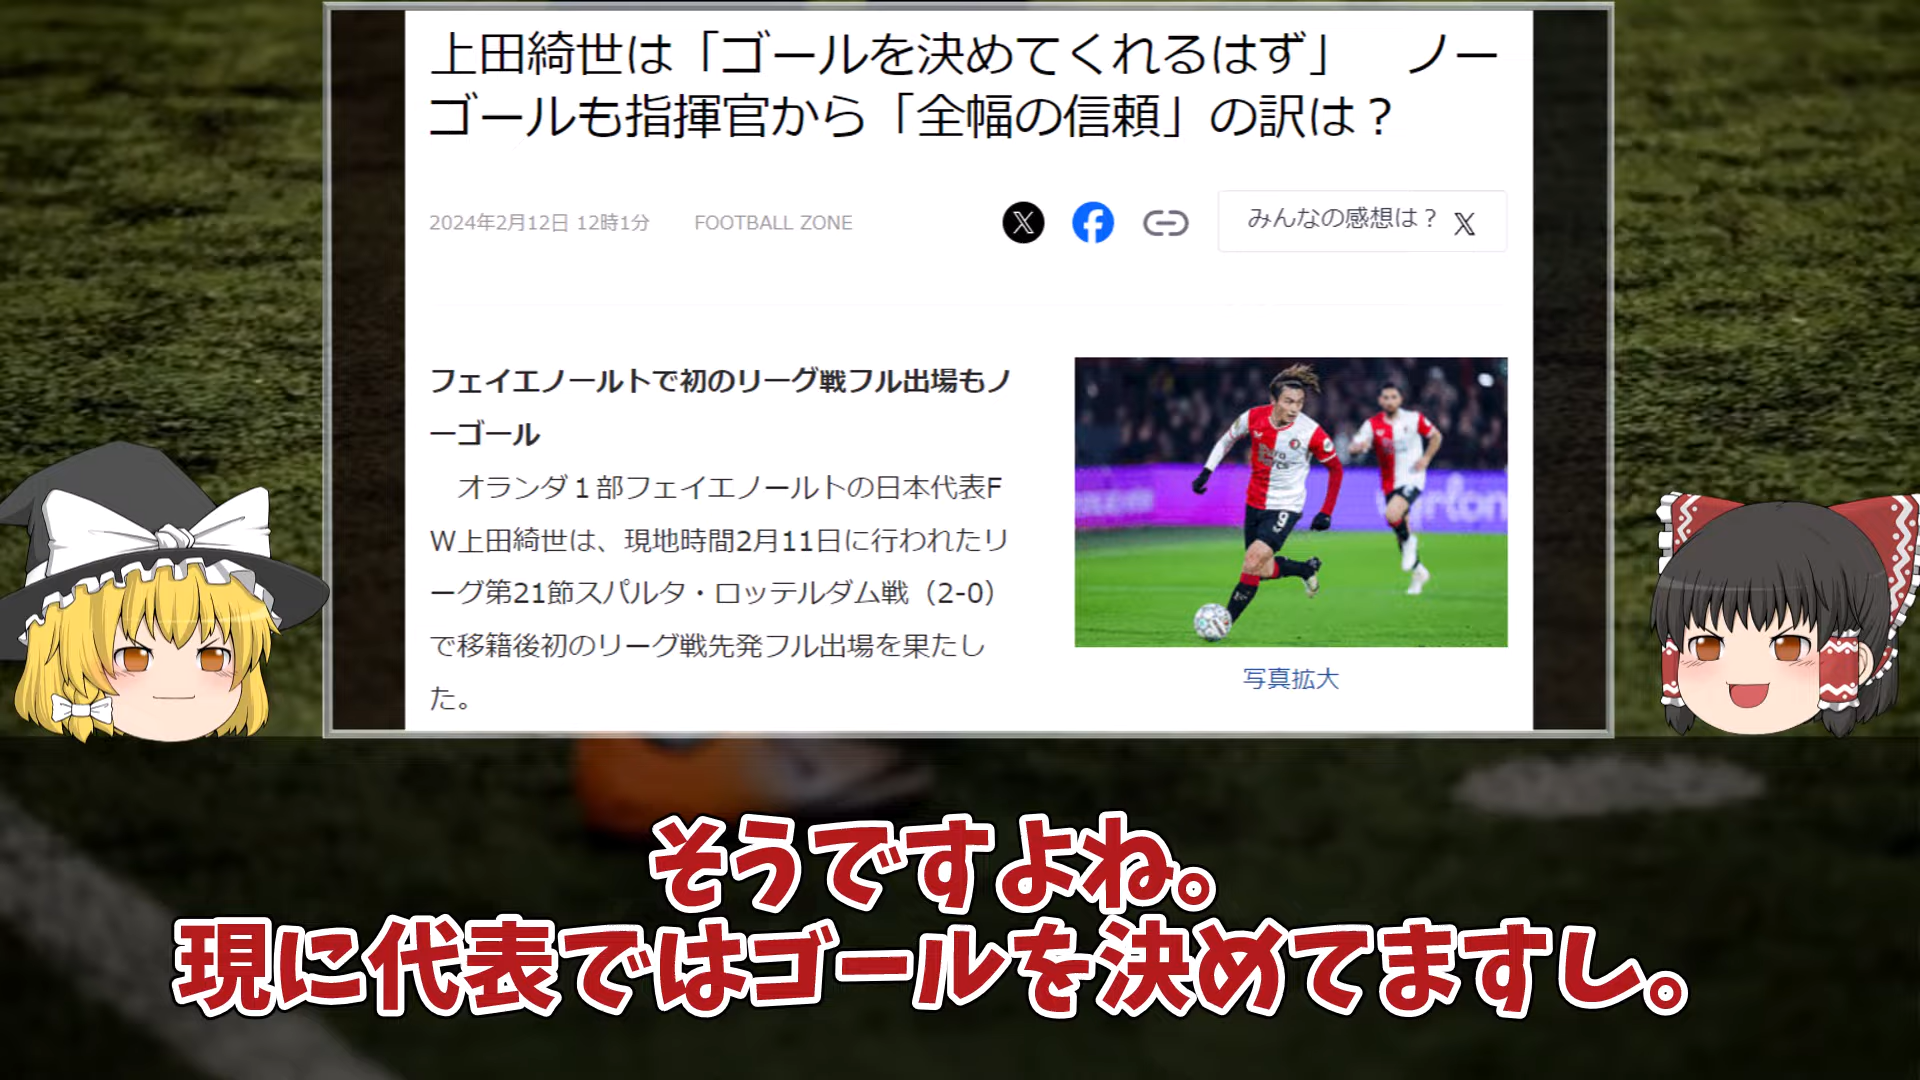 上田綺世は「ゴールを決めてくれるはず」　ノー
ゴールも指揮官から「全幅の信頼」の訳は？
2024年2月12日 12時1分 FOOTBALL ZONE
みんなの感想は？ X
フェイエノールトで初のリーグ戦フル出場もノ
ーゴール
　オランダ１部フェイエノールトの日本代表F
W上田綺世は、現地時間2月11日に行われたリ
ーグ第21節スパルタ・ロッテルダム戦（2-0）
で移籍後初のリーグ戦先発フル出場を果たし
た。
9
写真拡大
そうですよね。
現に代表ではゴールを決めてますし。